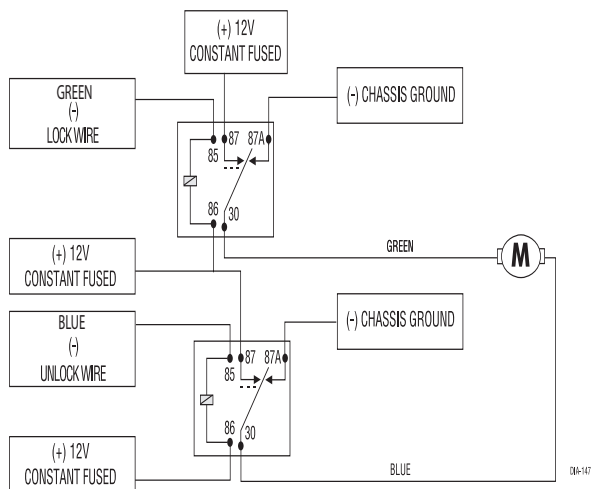 (+) 12V
CONSTANT FUSED
GREEN
(-)
LOCK WIRE
(-) CHASSIS GROUND
87 87A
85
86
30
(+) 12V
CONSTANT FUSED
GREEN
M
BLUE
(-)
UNLOCK WIRE
(-) CHASSIS GROUND
87 87A
85
86
30
(+) 12V
CONSTANT FUSED
BLUE
DIA-147